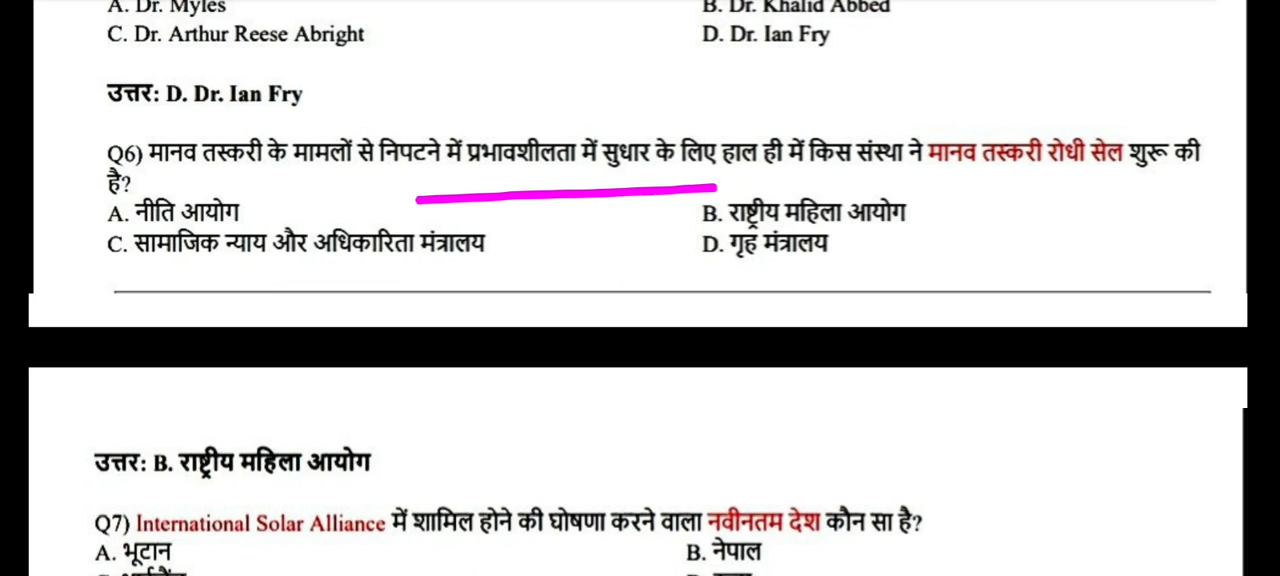 A. Dr. Myles B. Dr. Khalid Abbed
C. Dr. Arthur Reese Abright D. Dr. Ian Fry
उत्तर: D. Dr. Ian Fry
Q6) मानव तस्करी के मामलों से निपटने में प्रभावशीलता में सुधार के लिए हाल ही में किस संस्था ने मानव तस्करी रोधी सेल शुरू की
है?
A. नीति आयोग B. राष्ट्रीय महिला आयोग
C. सामाजिक न्याय और अधिकारिता मंत्रालय D. गृह मंत्रालय
उत्तर: B. राष्ट्रीय महिला आयोग
Q7) International Solar Alliance में शामिल होने की घोषणा करने वाला नवीनतम देश कौन सा है?
A. भूटान B. नेपाल